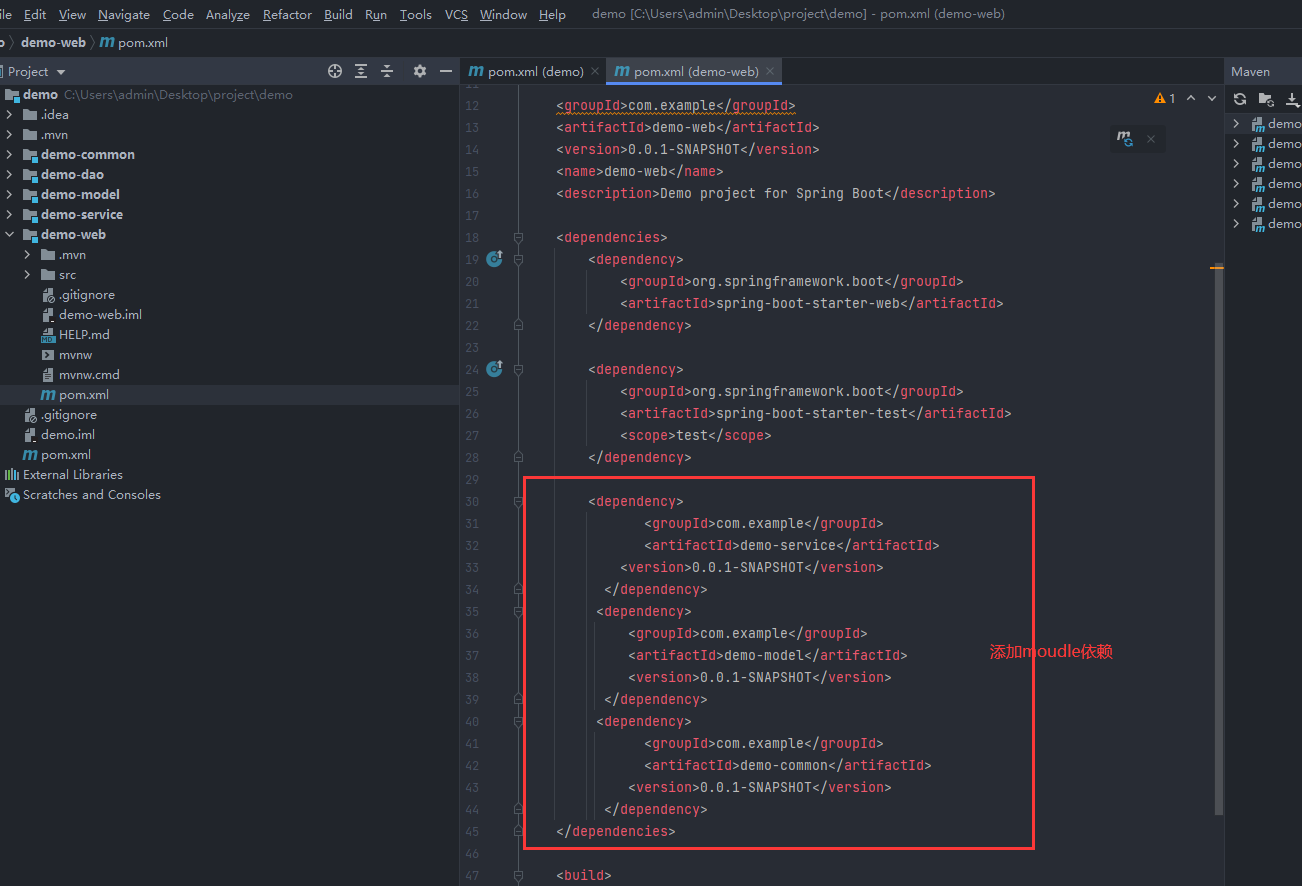 ile Edit View Navigate Code Analyze Refactor Build Run Tools VCS Window Help demo [C:\Users\admin\Desktop\project\demo] - pom.xml (demo-web)
o demo-web m pom.xml
Project
demo C:\Users\admin\Desktop\project\demo
.idea
.mvn
demo-common
demo-dao
demo-model
demo-service
demo-web
.mvn
src
.gitignore
demo-web.iml
HELP.md
mvnw
mvnw.cmd
m pom.xml
.gitignore
demo.iml
m pom.xml
External Libraries
Scratches and Consoles
m pom.xml (demo) m pom.xml (demo-web)
11
12 <groupId>com.example</groupId>
13 <artifactId>demo-web</artifactId>
14 <version>0.0.1-SNAPSHOT</version>
15 <name>demo-web</name>
16 <description>Demo project for Spring Boot</description>
17
18 <dependencies>
19 <dependency>
20 <groupId>org.springframework.boot</groupId>
21 <artifactId>spring-boot-starter-web</artifactId>
22 </dependency>
23
24 <dependency>
25 <groupId>org.springframework.boot</groupId>
26 <artifactId>spring-boot-starter-test</artifactId>
27 <scope>test</scope>
28 </dependency>
29
30 <dependency>
31 <groupId>com.example</groupId>
32 <artifactId>demo-service</artifactId>
33 <version>0.0.1-SNAPSHOT</version>
34 </dependency>
35 <dependency>
36 <groupId>com.example</groupId>
37 <artifactId>demo-model</artifactId>
38 <version>0.0.1-SNAPSHOT</version>
39 </dependency>
40 <dependency>
41 <groupId>com.example</groupId>
42 <artifactId>demo-common</artifactId>
43 <version>0.0.1-SNAPSHOT</version>
44 </dependency>
45 </dependencies>
46
47 <build>
添加moudle依赖
1
m
Maven
demo
demo
demo
demo
demo
demo